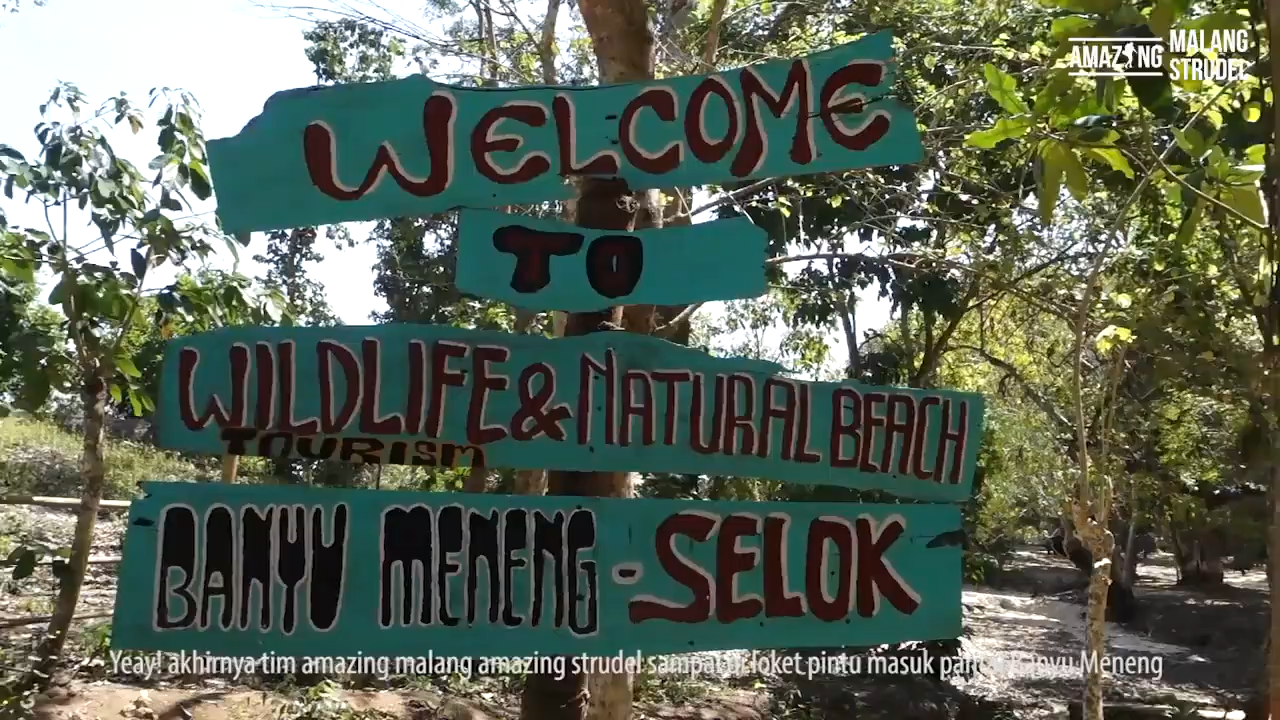 AMAZING MALANG STRUDEL
WELCOME
TO
WILDLIFE & NATURAL BEACH
TOURISM
BANYU MENENG - SELOK
Yeay! akhirnya tim amazing malang amazing strudel sampai di loket pintu masuk pantai Banyu Meneng